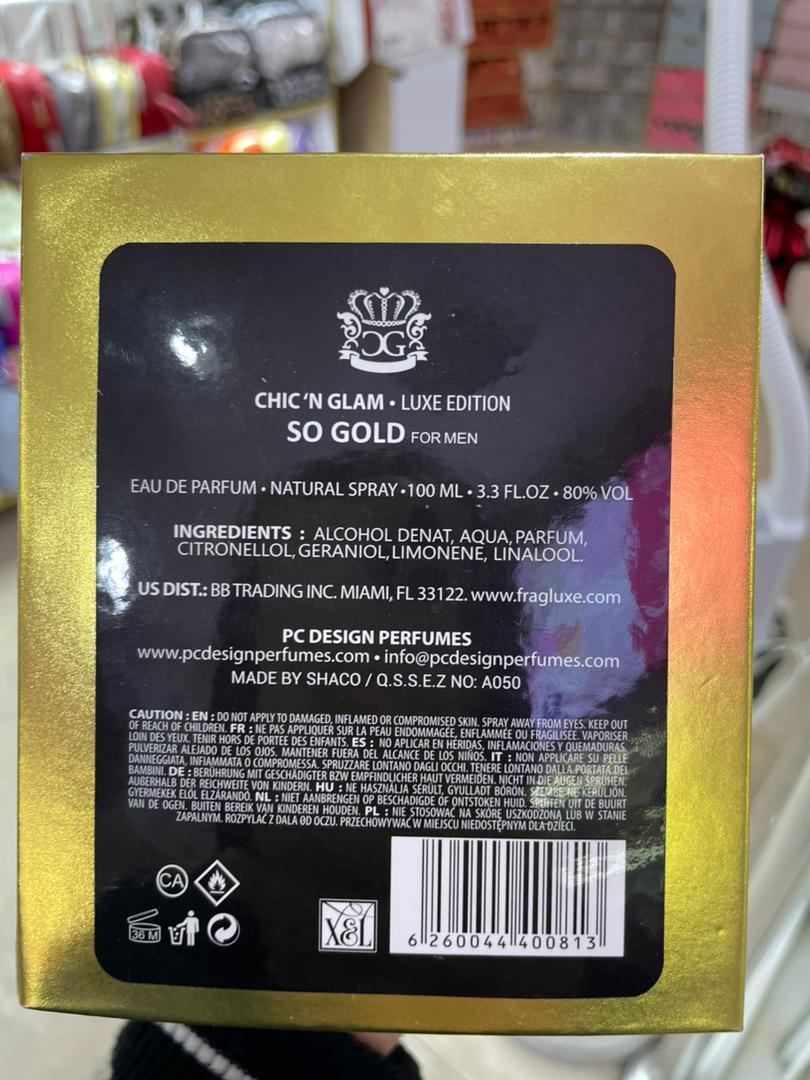 CG
CHIC 'N GLAM • LUXE EDITION
SO GOLD FOR MEN
EAU DE PARFUM • NATURAL SPRAY • 100 ML • 3.3 FL.OZ • 80% VOL
INGREDIENTS : ALCOHOL DENAT, AQUA, PARFUM,
CITRONELLOL, GERANIOL, LIMONENE, LINALOOL.
US DIST.: BB TRADING INC. MIAMI, FL 33122. www.fragluxe.com
PC DESIGN PERFUMES
www.pcdesignperfumes.com • info@pcdesignperfumes.com
MADE BY SHACO / Q.S.S.E.Z NO: A050
CAUTION : EN : DO NOT APPLY TO DAMAGED, INFLAMED OR COMPROMISED SKIN. SPRAY AWAY FROM EYES. KEEP OUT
OF REACH OF CHILDREN. FR : NE PAS APPLIQUER SUR LA PEAU ENDOMMAGEE, ENFLAMMEE OU FRAGILISEE. VAPORISER
LOIN DES YEUX. TENIR HORS DE PORTEE DES ENFANTS. ES : NO APLICAR EN HERIDAS, INFLAMACIONES Y QUEMADURAS.
PULVERIZAR ALEJADO DE LOS OJOS. MANTENER FUERA DEL ALCANCE DE LOS NIÑOS. IT : NON APPLICARE SU PELLE
DANNEGGIATA, INFIAMMATA O COMPROMESSA. SPRUZZARE LONTANO DAGLI OCCHI. TENERE LONTANO DALLA PORTATA DEI
BAMBINI. DE : BERÜHRUNG MIT GESCHÄDIGTER BZW EMPFINDLICHER HAUT VERMEIDEN. NICHT IN DIE AUGEN SPRÜHEN.
AUßERHALB DER REICHWEITE VON KINDERN. HU : NE HASZNÁLJA SERÜLT, GYULLADT BŐRÖN. SZEMBE NE KERÜLJÖN.
GYERMEKEK ELŐL ELZÁRANDÓ. NL : NIET AANBRENGEN OP BESCHADIGDE OF ONTSTOKEN HUID. SPUITEN UIT DE BUURT
VAN DE OGEN. BUITEN BEREIK VAN KINDEREN HOUDEN. PL : NIE STOSOWAĆ NA SKÓRĘ USZKODZONĄ LUB W STANIE
ZAPALNYM. ROZPYLAĆ Z DALA OD OCZU. PRZECHOWYWAĆ W MIEJSCU NIEDOSTĘPNYM DLA DZIECI.
CA
36 M
X&L
6 260044 400813